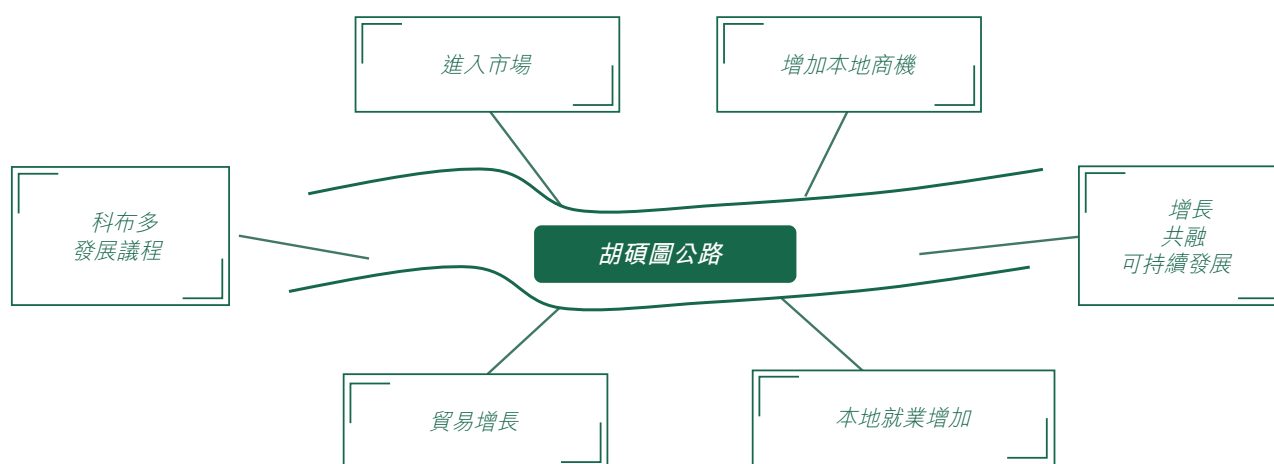 進入市場
增加本地商機
科布多
發展議程
胡碩圖公路
增長
共融
可持續發展
貿易增長
本地就業增加